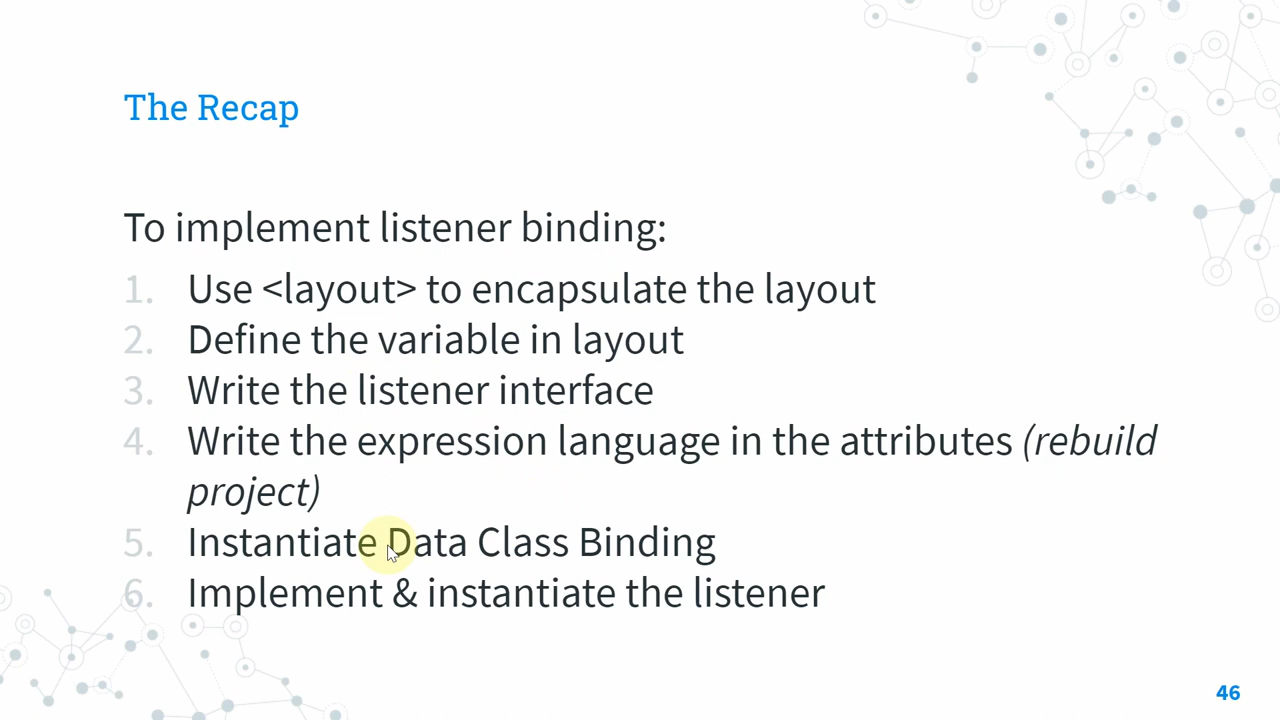 The Recap
To implement listener binding:
1. Use <layout> to encapsulate the layout
2. Define the variable in layout
3. Write the listener interface
4. Write the expression language in the attributes (rebuild
project)
5. Instantiate Data Class Binding
6. Implement & instantiate the listener
46